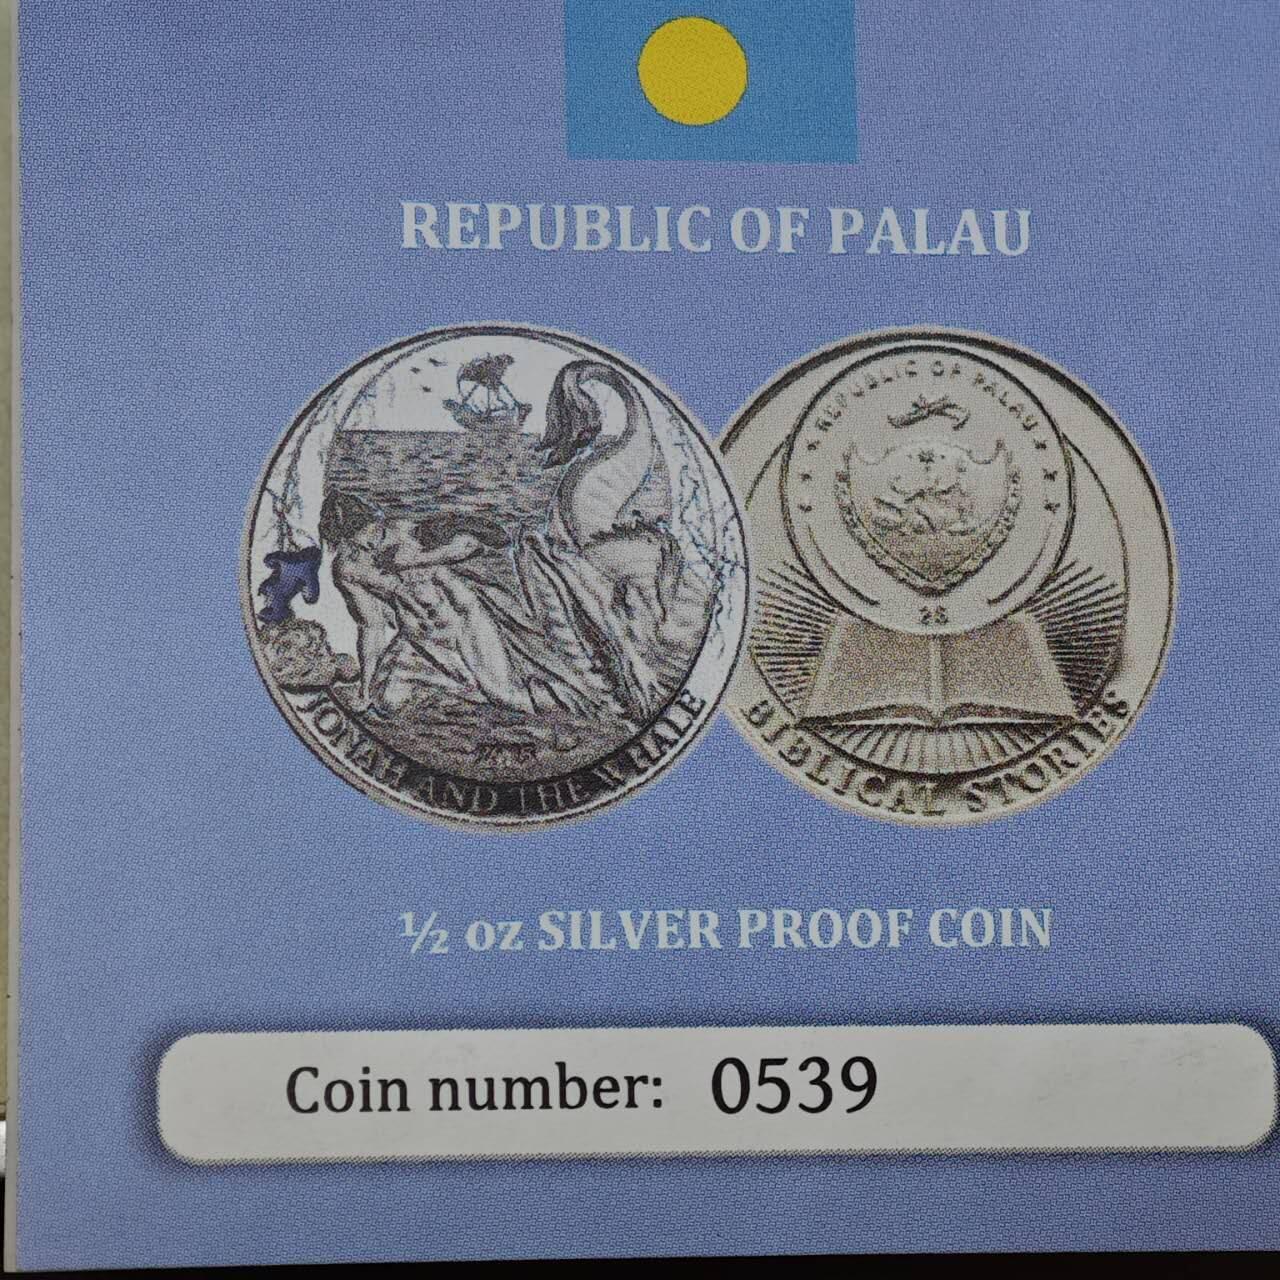 REPUBLIC OF PALAU
JONAH AND THE WHALE
REPUBLIC OF PALAU
2$
BIBLICAL STORIES
½ oz SILVER PROOF COIN
Coin number: 0539